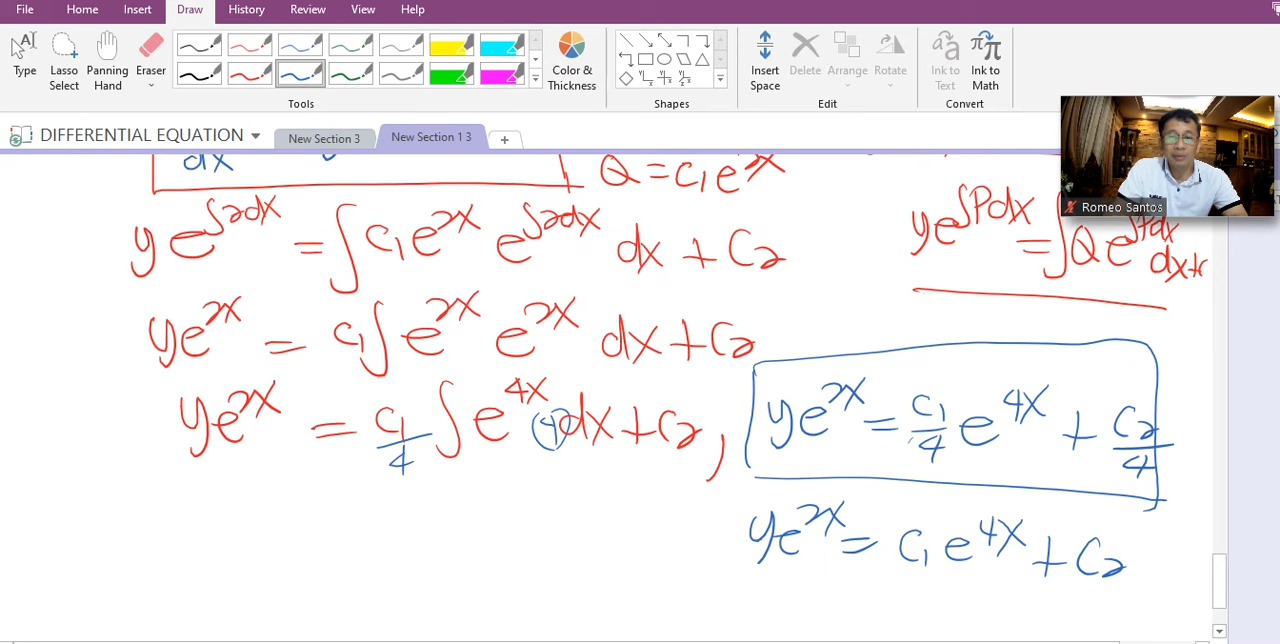 File Home Insert Draw History Review View Help
Type Lasso Select Panning Hand Eraser Color & Thickness Insert Space Delete Arrange Rotate Ink to Text Ink to Math
Tools Shapes Edit Convert
DIFFERENTIAL EQUATION New Section 3 New Section 1 3
Romeo Santos
dx
Q = c₁e^2x
ye^∫2dx = ∫c₁e^2x e^∫2dx dx + C₂
ye^∫Pdx = ∫Q e^∫Pdx dx+c
ye^2x = c₁∫e^2x e^2x dx + C₂
ye^2x = c₁/4 ∫e^4x (4)dx + C₂,
ye^2x = c₁/4 e^4x + C₂/4
ye^2x = c₁e^4x + C₂